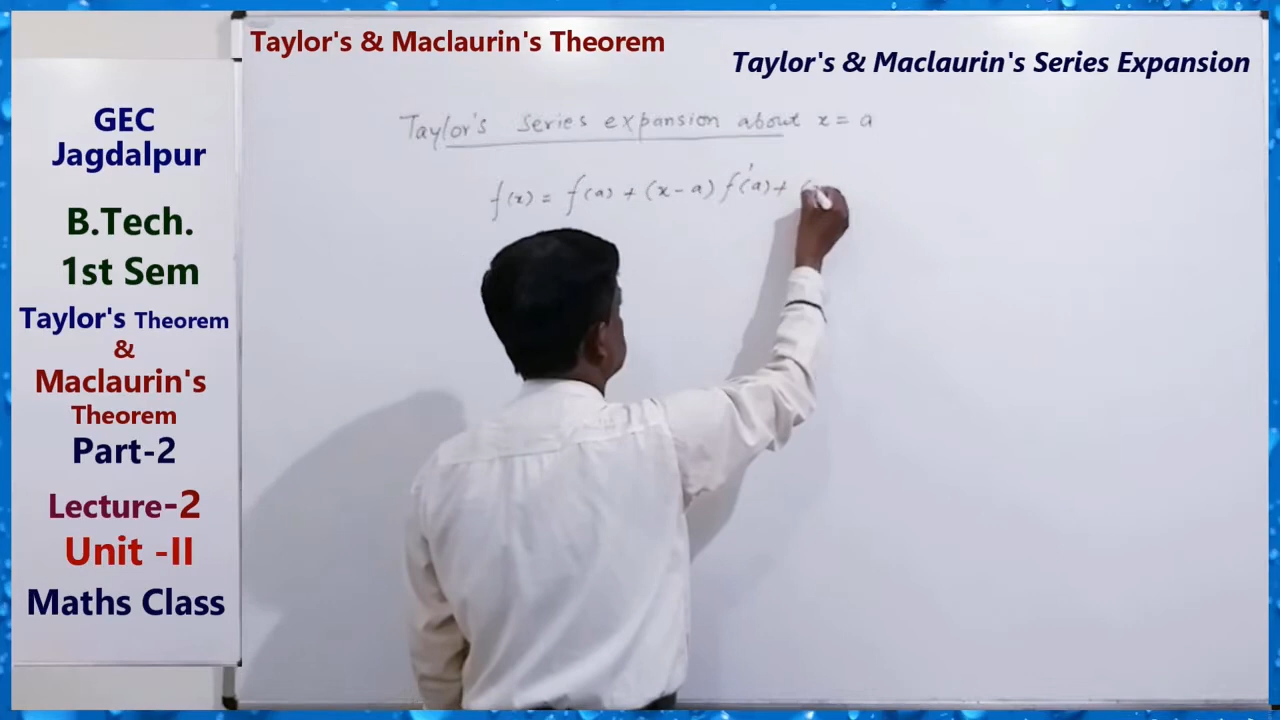 Taylor's & Maclaurin's Theorem
Taylor's & Maclaurin's Series Expansion
GEC
Jagdalpur
B.Tech.
1st Sem
Taylor's Theorem
&
Maclaurin's
Theorem
Part-2
Lecture-2
Unit -II
Maths Class
Taylor's series expansion about x = a
f(x) = f(a) + (x-a) f'(a) + (x